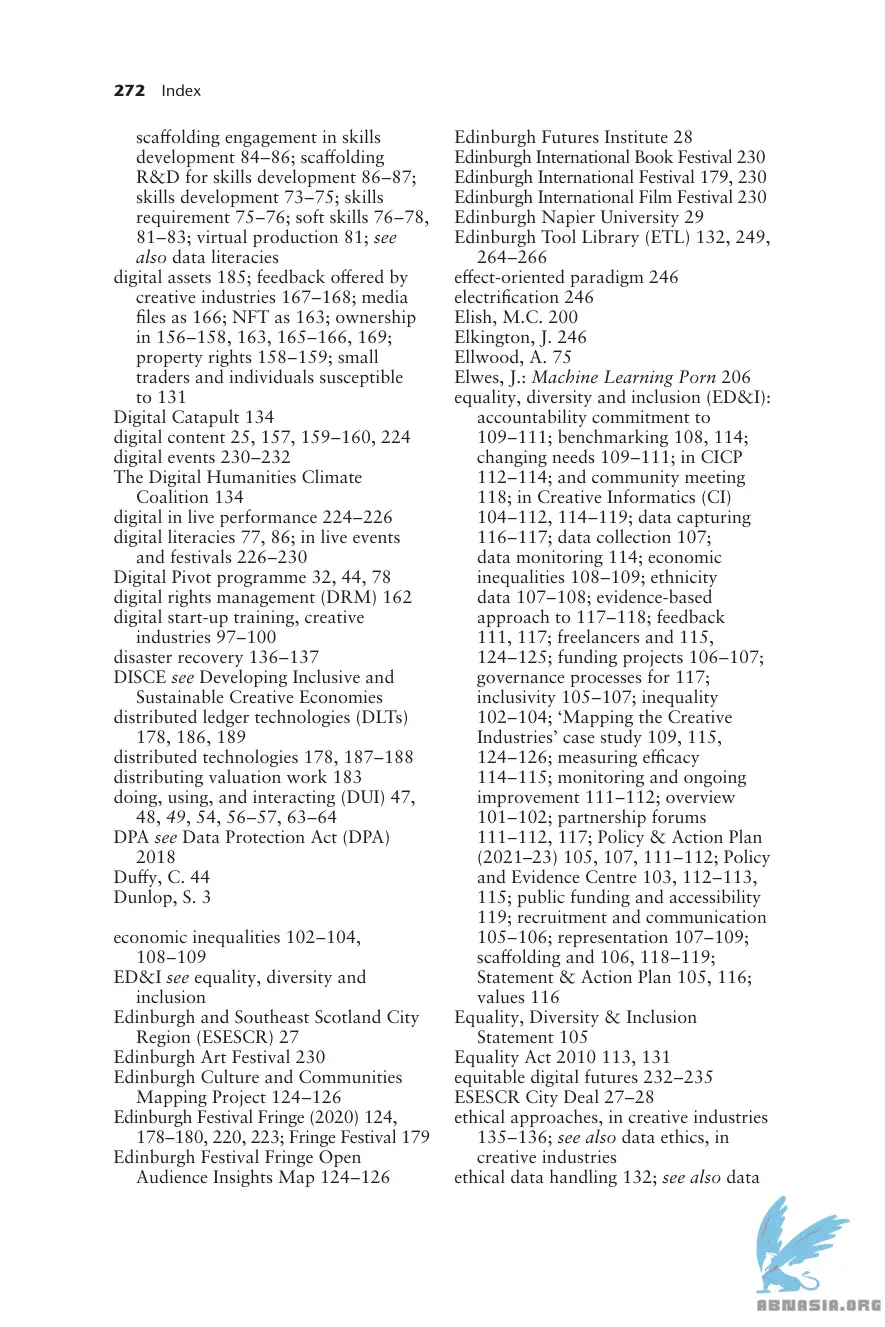 272 Index
scaffolding engagement in skills
development 84–86; scaffolding
R&D for skills development 86–87;
skills development 73–75; skills
requirement 75–76; soft skills 76–78,
81–83; virtual production 81; see
also data literacies
digital assets 185; feedback offered by
creative industries 167–168; media
files as 166; NFT as 163; ownership
in 156–158, 163, 165–166, 169;
property rights 158–159; small
traders and individuals susceptible
to 131
Digital Catapult 134
digital content 25, 157, 159–160, 224
digital events 230–232
The Digital Humanities Climate
Coalition 134
digital in live performance 224–226
digital literacies 77, 86; in live events
and festivals 226–230
Digital Pivot programme 32, 44, 78
digital rights management (DRM) 162
digital start-up training, creative
industries 97–100
disaster recovery 136–137
DISCE see Developing Inclusive and
Sustainable Creative Economies
distributed ledger technologies (DLTs)
178, 186, 189
distributed technologies 178, 187–188
distributing valuation work 183
doing, using, and interacting (DUI) 47,
48, 49, 54, 56–57, 63–64
DPA see Data Protection Act (DPA)
2018
Duffy, C. 44
Dunlop, S. 3
economic inequalities 102–104,
108–109
ED&I see equality, diversity and
inclusion
Edinburgh and Southeast Scotland City
Region (ESESCR) 27
Edinburgh Art Festival 230
Edinburgh Culture and Communities
Mapping Project 124–126
Edinburgh Festival Fringe (2020) 124,
178–180, 220, 223; Fringe Festival 179
Edinburgh Festival Fringe Open
Audience Insights Map 124–126
Edinburgh Futures Institute 28
Edinburgh International Book Festival 230
Edinburgh International Festival 179, 230
Edinburgh International Film Festival 230
Edinburgh Napier University 29
Edinburgh Tool Library (ETL) 132, 249,
264–266
effect-oriented paradigm 246
electrification 246
Elish, M.C. 200
Elkington, J. 246
Ellwood, A. 75
Elwes, J.: Machine Learning Porn 206
equality, diversity and inclusion (ED&I):
accountability commitment to
109–111; benchmarking 108, 114;
changing needs 109–111; in CICP
112–114; and community meeting
118; in Creative Informatics (CI)
104–112, 114–119; data capturing
116–117; data collection 107;
data monitoring 114; economic
inequalities 108–109; ethnicity
data 107–108; evidence-based
approach to 117–118; feedback
111, 117; freelancers and 115,
124–125; funding projects 106–107;
governance processes for 117;
inclusivity 105–107; inequality
102–104; ‘Mapping the Creative
Industries’ case study 109, 115,
124–126; measuring efficacy
114–115; monitoring and ongoing
improvement 111–112; overview
101–102; partnership forums
111–112, 117; Policy & Action Plan
(2021–23) 105, 107, 111–112; Policy
and Evidence Centre 103, 112–113,
115; public funding and accessibility
119; recruitment and communication
105–106; representation 107–109;
scaffolding and 106, 118–119;
Statement & Action Plan 105, 116;
values 116
Equality, Diversity & Inclusion
Statement 105
Equality Act 2010 113, 131
equitable digital futures 232–235
ESESCR City Deal 27–28
ethical approaches, in creative industries
135–136; see also data ethics, in
creative industries
ethical data handling 132; see also data
ABNASIA.ORG